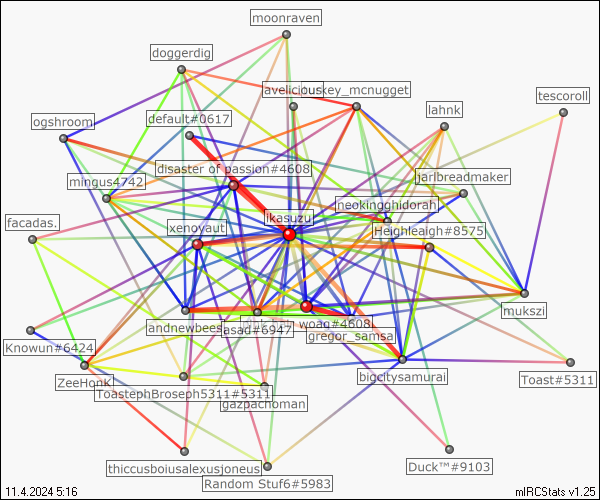 moonraven
doggerdig
avelicious
key_mcnugget
tescoroll
lahnk
default#0617
ogshroom
disaster of passion#4608
jarlbreadmaker
mingus4742
neokingghidorah
ikasuzu
facadas.
xenovaut
Heighleaigh#8575
mukszi
andnewbees
asad#6947
woag#4608
gregor_samsa
Knowun#6424
ZeeHonk
bigcitysamurai
Toast#5311
ToastephBroseph5311#5311
gazpachoman
thiccusboiusalexusjoneus
Duck™#9103
Random Stuf6#5983
11.4.2024 5:16
mIRCStats v1.25